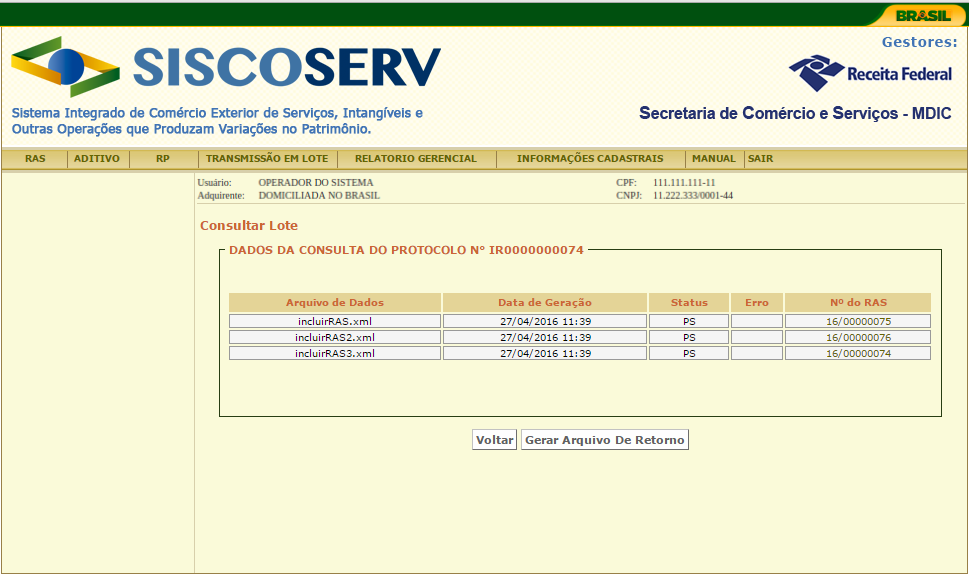 BRASIL
Gestores:
SISCOSERV
Receita Federal
Sistema Integrado de Comércio Exterior de Serviços, Intangíveis e
Outras Operações que Produzam Variações no Patrimônio.
Secretaria de Comércio e Serviços - MDIC
RAS ADITIVO RP TRANSMISSÃO EM LOTE RELATORIO GERENCIAL INFORMAÇÕES CADASTRAIS MANUAL SAIR
Usuário: OPERADOR DO SISTEMA CPF: 111.111.111-11
Adquirente: DOMICILIADA NO BRASIL CNPJ: 11.222.333/0001-44
Consultar Lote
DADOS DA CONSULTA DO PROTOCOLO Nº IR0000000074
Arquivo de Dados Data de Geração Status Erro Nº do RAS
incluirRAS.xml 27/04/2016 11:39 PS 16/00000075
incluirRAS2.xml 27/04/2016 11:39 PS 16/00000076
incluirRAS3.xml 27/04/2016 11:39 PS 16/00000074
Voltar Gerar Arquivo De Retorno